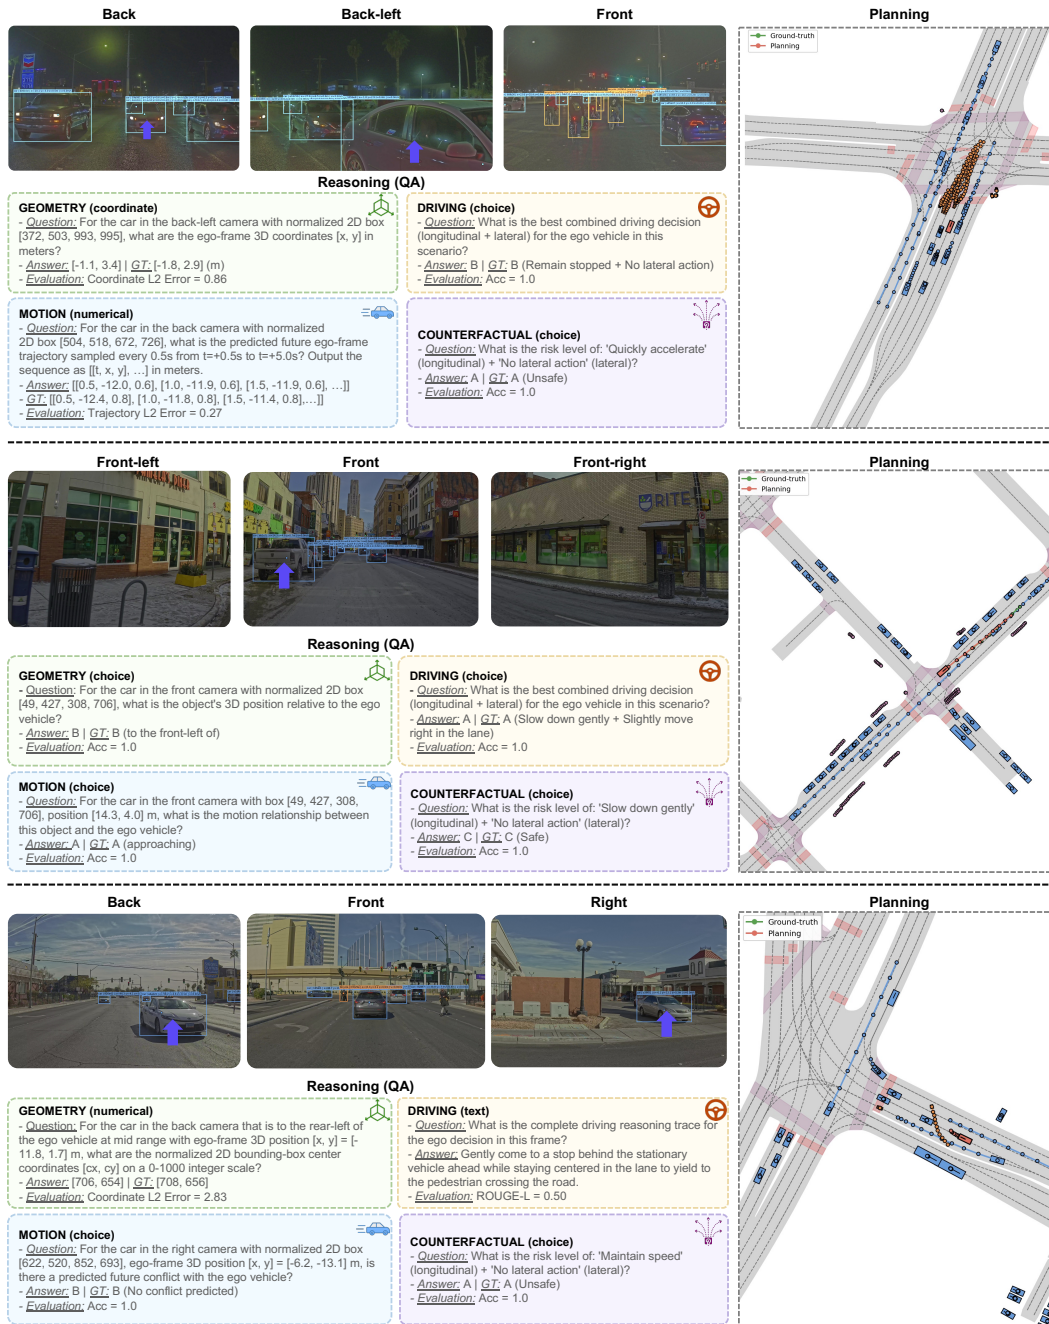 Back
Back-left
Front
Planning
Ground-truth
Planning
Reasoning (QA)
GEOMETRY (coordinate)
- Question: For the car in the back-left camera with normalized 2D box
[372, 503, 993, 995], what are the ego-frame 3D coordinates [x, y] in
meters?
- Answer: [-1.1, 3.4] | GT: [-1.8, 2.9] (m)
- Evaluation: Coordinate L2 Error = 0.86
DRIVING (choice)
- Question: What is the best combined driving decision
(longitudinal + lateral) for the ego vehicle in this
scenario?
- Answer: B | GT: B (Remain stopped + No lateral action)
- Evaluation: Acc = 1.0
MOTION (numerical)
- Question: For the car in the back camera with normalized
2D box [504, 518, 672, 726], what is the predicted future ego-frame
trajectory sampled every 0.5s from t=+0.5s to t=+5.0s? Output the
sequence as [[t, x, y], …] in meters.
- Answer: [[0.5, -12.0, 0.6], [1.0, -11.9, 0.6], [1.5, -11.9, 0.6], …]]
- GT: [[0.5, -12.4, 0.8], [1.0, -11.8, 0.8], [1.5, -11.4, 0.8],…]]
- Evaluation: Trajectory L2 Error = 0.27
COUNTERFACTUAL (choice)
- Question: What is the risk level of: 'Quickly accelerate'
(longitudinal) + 'No lateral action' (lateral)?
- Answer: A | GT: A (Unsafe)
- Evaluation: Acc = 1.0
Front-left
Front
Front-right
Planning
Ground-truth
Planning
RITE
Reasoning (QA)
GEOMETRY (choice)
- Question: For the car in the front camera with normalized 2D box
[49, 427, 308, 706], what is the object's 3D position relative to the ego
vehicle?
- Answer: B | GT: B (to the front-left of)
- Evaluation: Acc = 1.0
DRIVING (choice)
- Question: What is the best combined driving decision
(longitudinal + lateral) for the ego vehicle in this scenario?
- Answer: A | GT: A (Slow down gently + Slightly move
right in the lane)
- Evaluation: Acc = 1.0
MOTION (choice)
- Question: For the car in the front camera with box [49, 427, 308,
706], position [14.3, 4.0] m, what is the motion relationship between
this object and the ego vehicle?
- Answer: A | GT: A (approaching)
- Evaluation: Acc = 1.0
COUNTERFACTUAL (choice)
- Question: What is the risk level of: 'Slow down gently'
(longitudinal) + 'No lateral action' (lateral)?
- Answer: C | GT: C (Safe)
- Evaluation: Acc = 1.0
Back
Front
Right
Planning
Ground-truth
Planning
Reasoning (QA)
GEOMETRY (numerical)
- Question: For the car in the back camera that is to the rear-left of
the ego vehicle at mid range with ego-frame 3D position [x, y] = [-
11.8, 1.7] m, what are the normalized 2D bounding-box center
coordinates [cx, cy] on a 0-1000 integer scale?
- Answer: [706, 654] | GT: [708, 656]
- Evaluation: Coordinate L2 Error = 2.83
DRIVING (text)
- Question: What is the complete driving reasoning trace for
the ego decision in this frame?
- Answer: Gently come to a stop behind the stationary
vehicle ahead while staying centered in the lane to yield to
the pedestrian crossing the road.
- Evaluation: ROUGE-L = 0.50
MOTION (choice)
- Question: For the car in the right camera with normalized 2D box
[622, 520, 852, 693], ego-frame 3D position [x, y] = [-6.2, -13.1] m, is
there a predicted future conflict with the ego vehicle?
- Answer: B | GT: B (No conflict predicted)
- Evaluation: Acc = 1.0
COUNTERFACTUAL (choice)
- Question: What is the risk level of: 'Maintain speed'
(longitudinal) + 'No lateral action' (lateral)?
- Answer: A | GT: A (Unsafe)
- Evaluation: Acc = 1.0